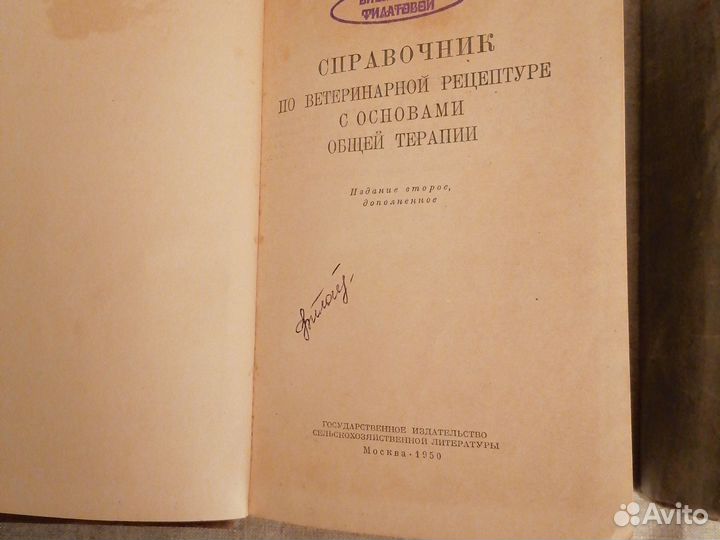 ФИЛАТОВОЙ
СПРАВОЧНИК
ПО ВЕТЕРИНАРНОЙ РЕЦЕПТУРЕ
С ОСНОВАМИ
ОБЩЕЙ ТЕРАПИИ
Издание второе,
дополненное
ГОСУДАРСТВЕННОЕ ИЗДАТЕЛЬСТВО
СЕЛЬСКОХОЗЯЙСТВЕННОЙ ЛИТЕРАТУРЫ
Москва · 1950
Avito